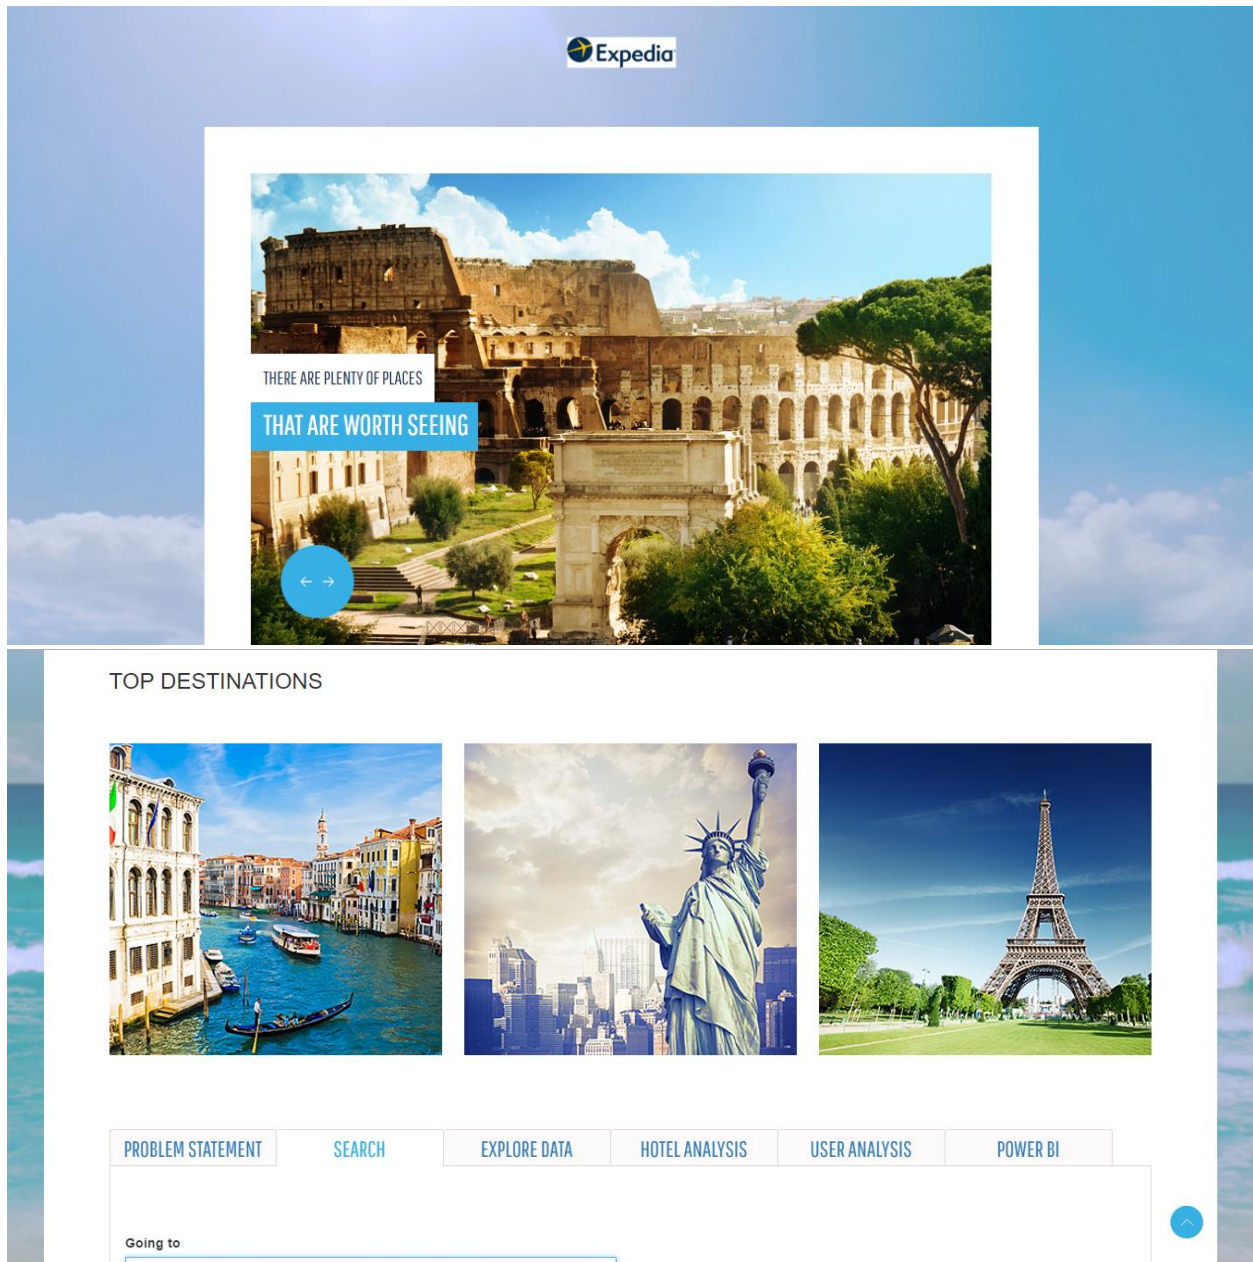 Expedia
THERE ARE PLENTY OF PLACES
THAT ARE WORTH SEEING
TOP DESTINATIONS
PROBLEM STATEMENT
SEARCH
EXPLORE DATA
HOTEL ANALYSIS
USER ANALYSIS
POWER BI
Going to